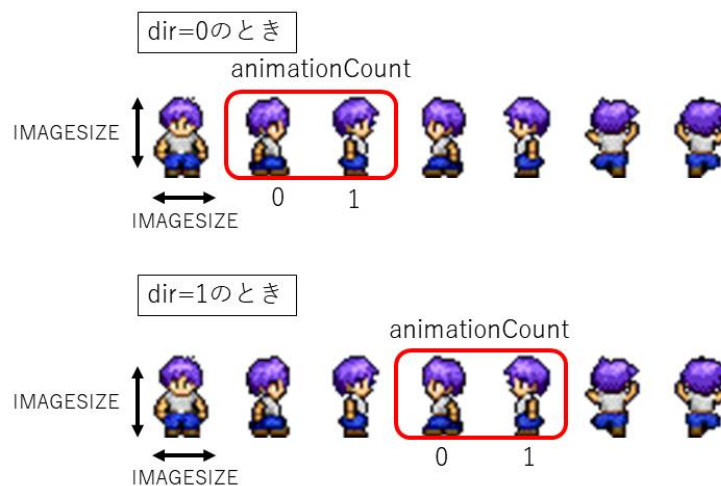 dir=0のとき
animationCount
IMAGESIZE
0 1
IMAGESIZE
dir=1のとき
animationCount
IMAGESIZE
0 1
IMAGESIZE